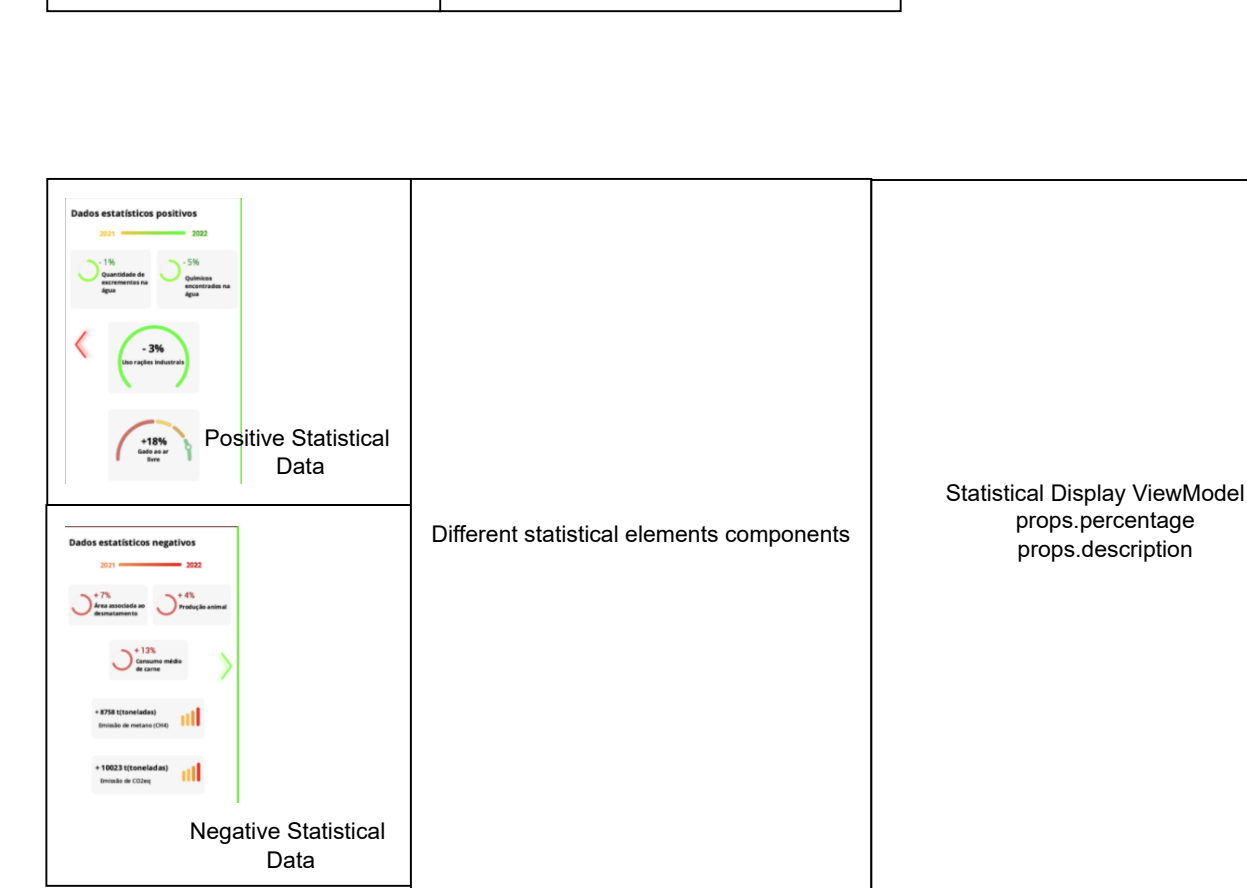 Dados estatísticos positivos
2021 2022
- 1%
Quantidade de
excrementos na
água
- 5%
Químicos
encontrados na
água
- 3%
Uso rações industrais
+18%
Gado ao ar
livre
Positive Statistical
Data
Dados estatísticos negativos
2021 2022
+ 7%
Área associada ao
desmatamento
+ 4%
Produção animal
+ 13%
Consumo médio
de carne
+ 8758 t(toneladas)
Emissão de metano (CH4)
+ 10023 t(toneladas)
Emissão de CO2eq
Negative Statistical
Data
Different statistical elements components
Statistical Display ViewModel
props.percentage
props.description